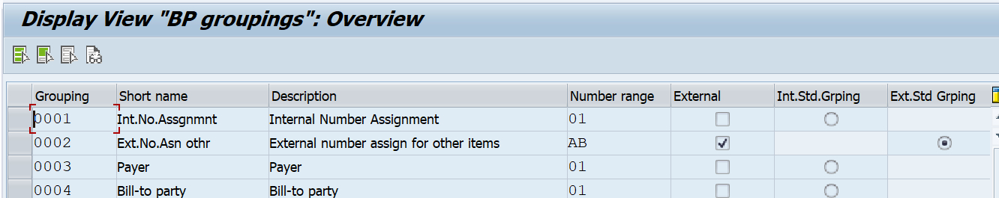 Display View "BP groupings": Overview
Grouping Short name Description Number range External Int.Std.Grping Ext.Std Grping
0001 Int.No.Assgnmnt Internal Number Assignment 01
0002 Ext.No.Asn othr External number assign for other items AB
0003 Payer Payer 01
0004 Bill-to party Bill-to party 01